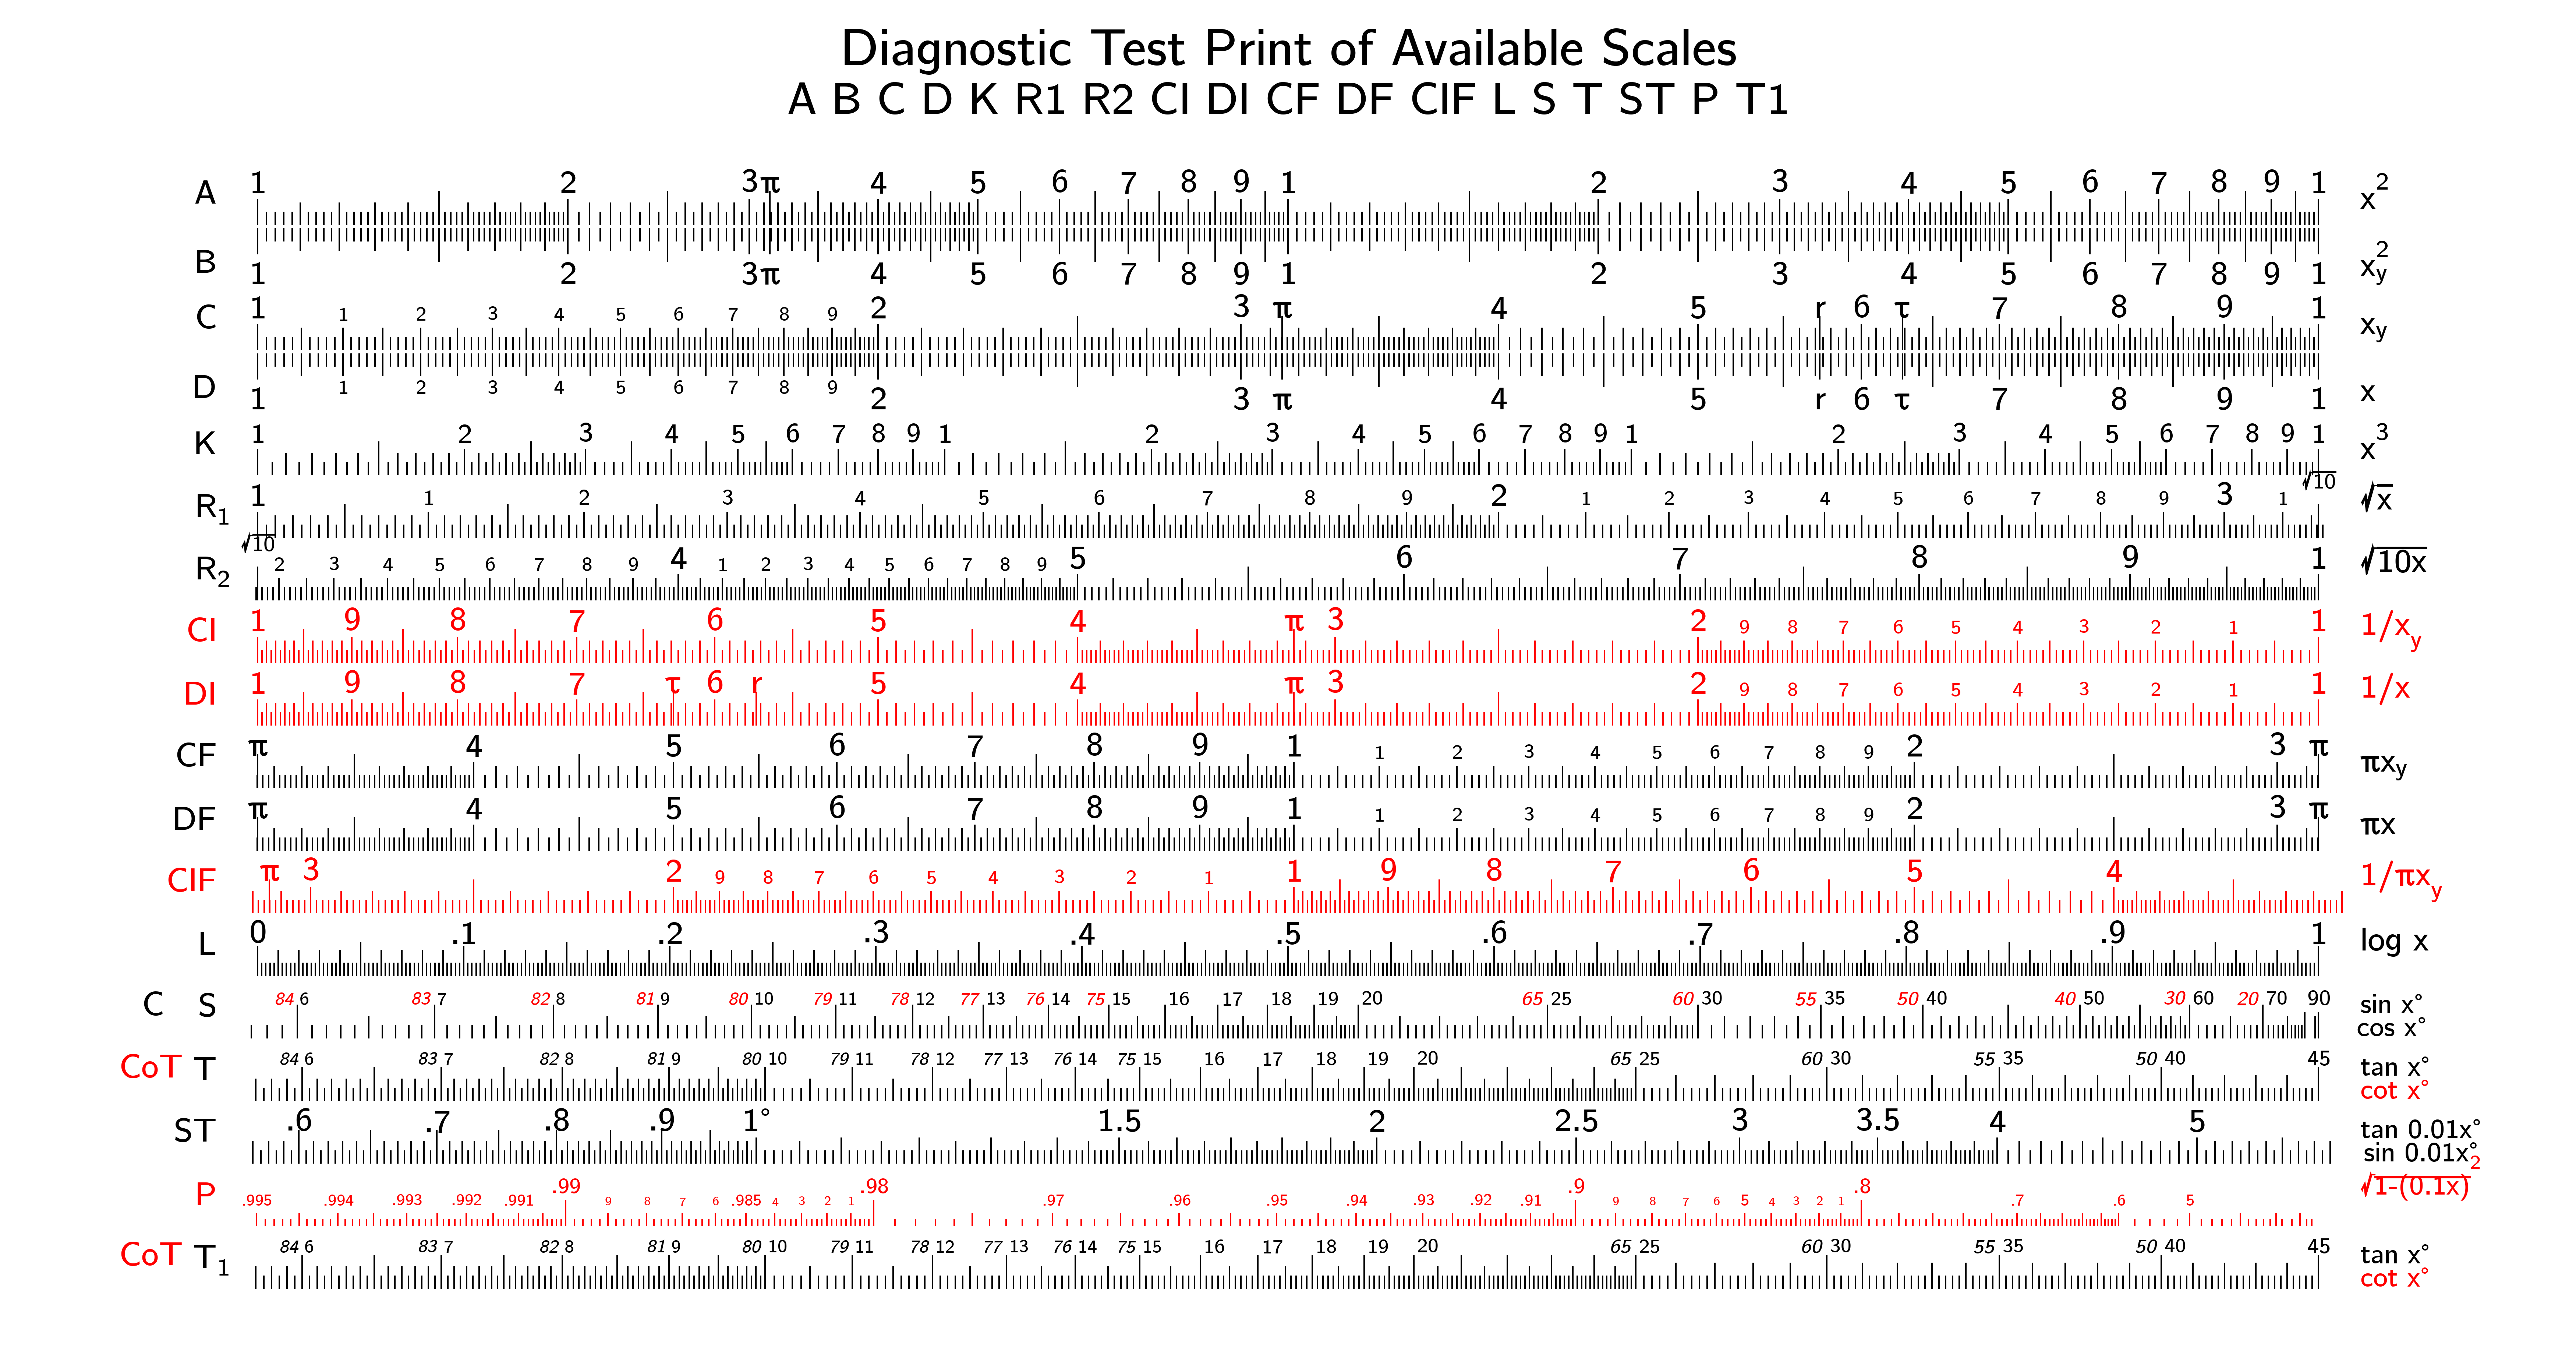 Diagnostic Test Print of Available Scales
A B C D K R1 R2 CI DI CF DF CIF L S T ST P T1
A 1 2 3 π 4 5 6 7 8 9 1 2 3 4 5 6 7 8 9 1 x²
B 1 2 3 π 4 5 6 7 8 9 1 2 3 4 5 6 7 8 9 1 x²y
C 1 1 2 3 4 5 6 7 8 9 2 3 π 4 5 r 6 τ 7 8 9 1 xy
D 1 1 2 3 4 5 6 7 8 9 2 3 π 4 5 r 6 τ 7 8 9 1 x
K 1 2 3 4 5 6 7 8 9 1 2 3 4 5 6 7 8 9 1 2 3 4 5 6 7 8 9 1 x³
R₁ 1 1 2 3 4 5 6 7 8 9 2 1 2 3 4 5 6 7 8 9 3 1 √10 √x
R₂ √10 2 3 4 5 6 7 8 9 4 1 2 3 4 5 6 7 8 9 5 6 7 8 9 1 √10x
CI 1 9 8 7 6 5 4 π 3 2 9 8 7 6 5 4 3 2 1 1 1/xy
DI 1 9 8 7 τ 6 r 5 4 π 3 2 9 8 7 6 5 4 3 2 1 1 1/x
CF π 4 5 6 7 8 9 1 1 2 3 4 5 6 7 8 9 2 3 π πxy
DF π 4 5 6 7 8 9 1 1 2 3 4 5 6 7 8 9 2 3 π πx
CIF π 3 2 9 8 7 6 5 4 3 2 1 1 9 8 7 6 5 4 1/πxy
L 0 .1 .2 .3 .4 .5 .6 .7 .8 .9 1 log x
C S 84 6 83 7 82 8 81 9 80 10 79 11 78 12 77 13 76 14 75 15 16 17 18 19 20 65 25 60 30 55 35 50 40 40 50 30 60 20 70 90 sin x°
cos x°
CoT T 84 6 83 7 82 8 81 9 80 10 79 11 78 12 77 13 76 14 75 15 16 17 18 19 20 65 25 60 30 55 35 50 40 45 tan x°
cot x°
ST .6 .7 .8 .9 1° 1.5 2 2.5 3 3.5 4 5 tan 0.01x°
sin 0.01x°
P .995 .994 .993 .992 .991 .99 9 8 7 6 .985 4 3 2 1 .98 .97 .96 .95 .94 .93 .92 .91 .9 9 8 7 6 5 4 3 2 1 .8 .7 .6 5 √1-(0.1x)²
CoT T₁ 84 6 83 7 82 8 81 9 80 10 79 11 78 12 77 13 76 14 75 15 16 17 18 19 20 65 25 60 30 55 35 50 40 45 tan x°
cot x°